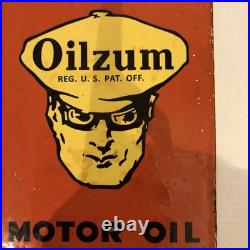 Oilzum
REG. U. S. PAT. OFF.
MOTOR OIL